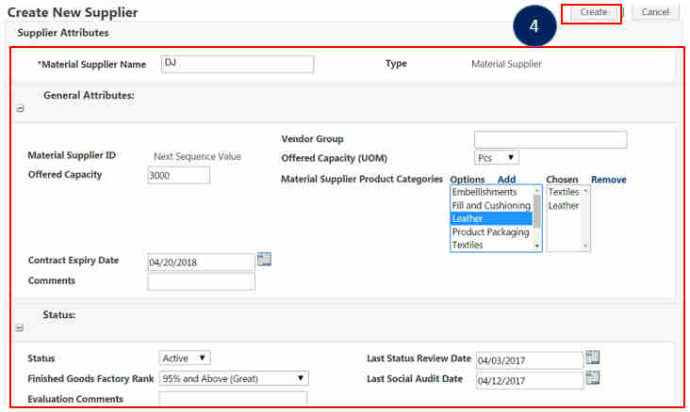 Create New Supplier
4
Create | Cancel
Supplier Attributes
*Material Supplier Name DJ Type Material Supplier
General Attributes:
Vendor Group
Material Supplier ID Next Sequence Value Offered Capacity (UOM) Pcs
Offered Capacity 3000 Material Supplier Product Categories Options Add Chosen Remove
Embellishments Textiles
Fill and Cushioning Leather
Leather
Product Packaging
Textiles
Contract Expiry Date 04/20/2018
Comments
Status:
Status Active Last Status Review Date 04/03/2017
Finished Goods Factory Rank 95% and Above (Great) Last Social Audit Date 04/12/2017
Evaluation Comments